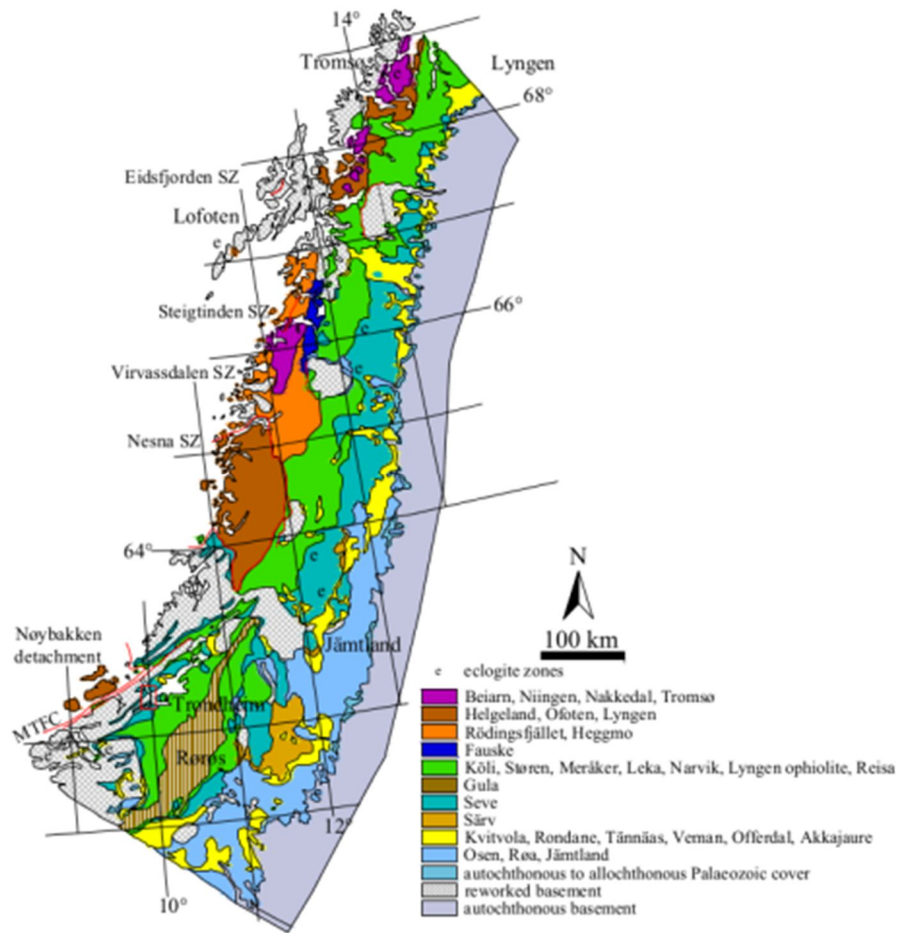 14°
Tromsø
e
Lyngen
68°
Eidsfjorden SZ
Lofoten
e
Steigtinden SZ
66°
e
Virvassdalen SZ
e
Nesna SZ
64°
e
e
N
100 km
Nøybakken
detachment
Jämtland
MTFC
Trondheim
Røros
12°
10°
e eclogite zones
Beiarn, Niingen, Nakkedal, Tromsø
Helgeland, Ofoten, Lyngen
Rödingsfjället, Heggmo
Fauske
Köli, Støren, Meråker, Leka, Narvik, Lyngen ophiolite, Reisa
Gula
Seve
Särv
Kvitvola, Rondane, Tännäas, Veman, Offerdal, Akkajaure
Osen, Røa, Jämtland
autochthonous to allochthonous Palaeozoic cover
reworked basement
autochthonous basement